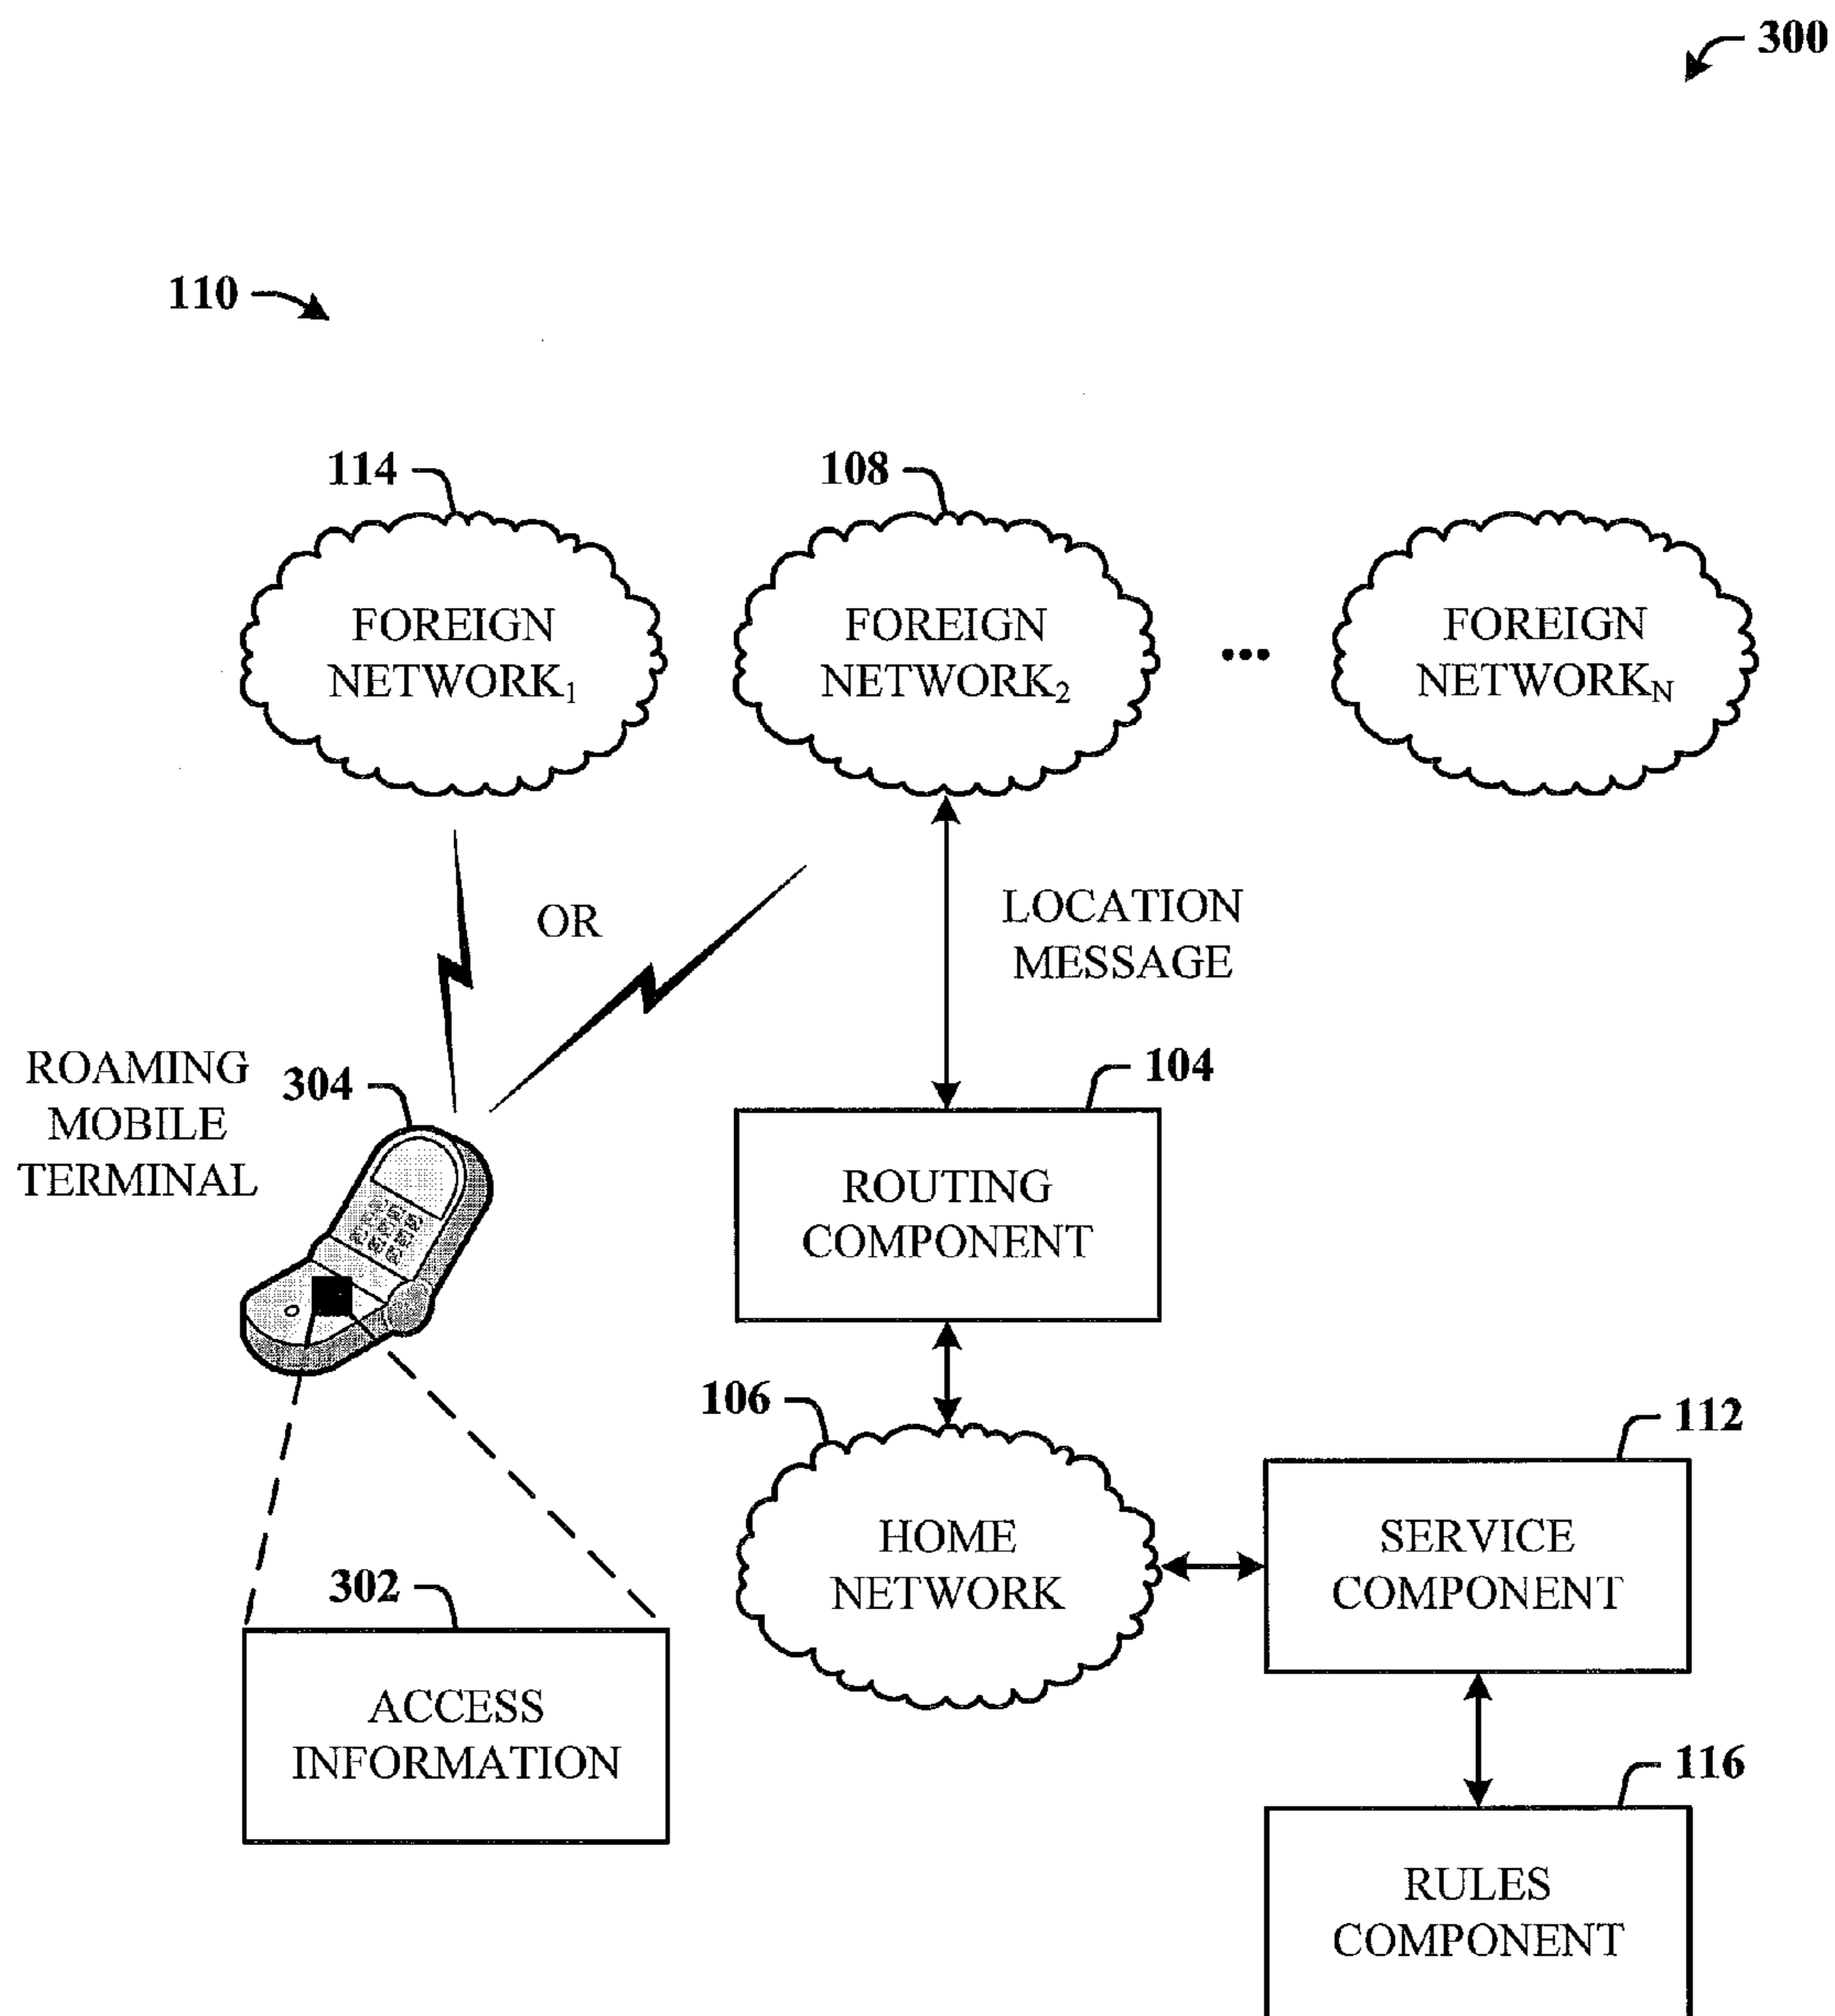 300
110
114
108
FOREIGN
NETWORK₁
FOREIGN
NETWORK₂
...
FOREIGN
NETWORK_N
OR
LOCATION
MESSAGE
ROAMING
MOBILE
TERMINAL
304
104
ROUTING
COMPONENT
106
112
HOME
NETWORK
SERVICE
COMPONENT
302
ACCESS
INFORMATION
116
RULES
COMPONENT